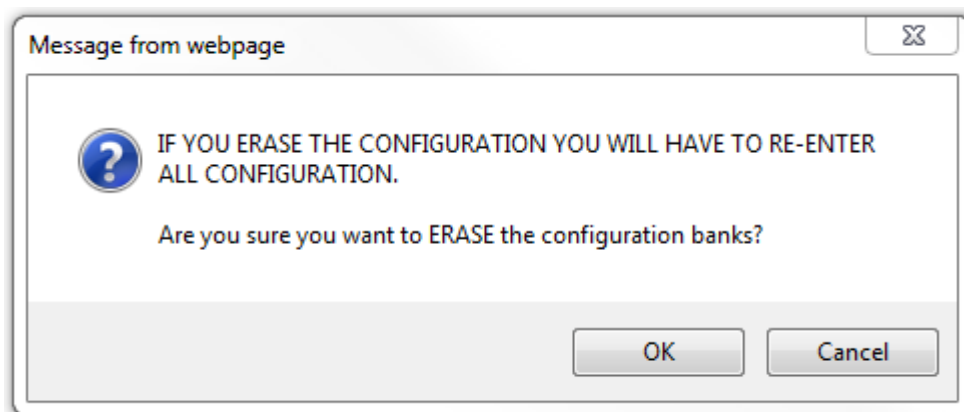 Message from webpage
IF YOU ERASE THE CONFIGURATION YOU WILL HAVE TO RE-ENTER
ALL CONFIGURATION.
Are you sure you want to ERASE the configuration banks?
OK
Cancel